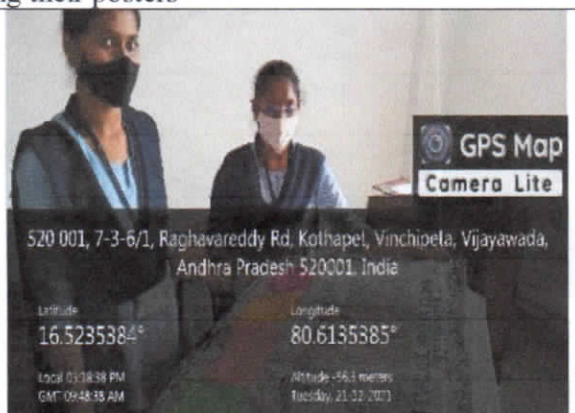 their posters
GPS Map
Camera Lite
520 001, 7-3-6/1, Raghavareddy Rd, Kothapet, Vinchipeta, Vijayawada,
Andhra Pradesh 520001. India
Latitude
Longitude
16.5235384°
80.6135385°
Local 03:18:38 PM
Altitude -56.3 meters
GMT 09:48:38 AM
Tuesday, 21-12-2021